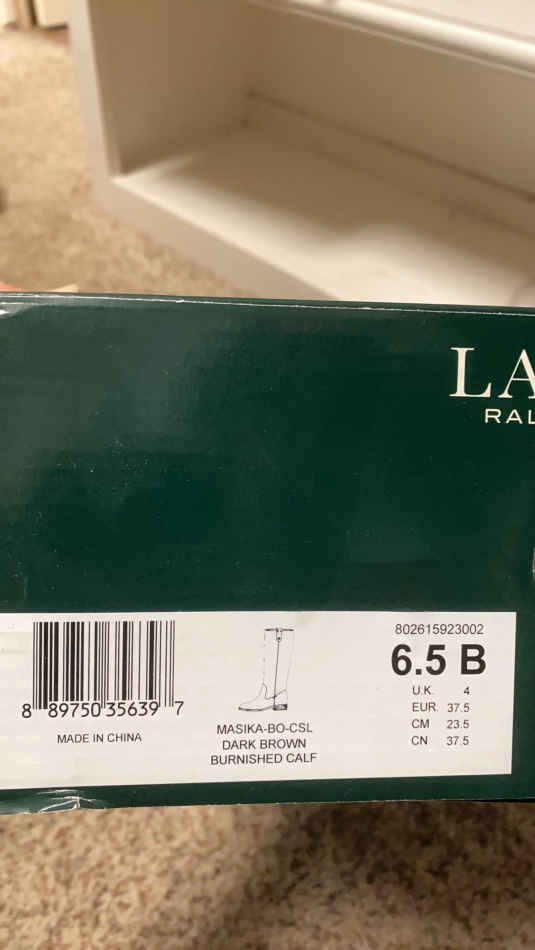 LA
RAL
802615923002
6.5 B
U.K. 4
EUR. 37.5
CM 23.5
CN 37.5
8 89750 35639 7
MADE IN CHINA
MASIKA-BO-CSL
DARK BROWN
BURNISHED CALF